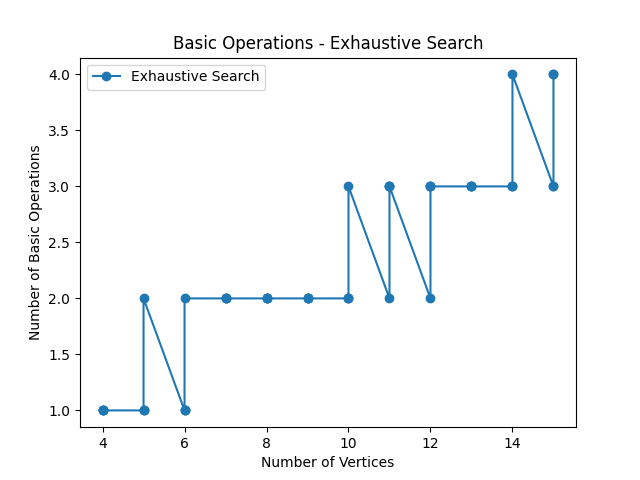 Basic Operations - Exhaustive Search
Exhaustive Search
4.0
3.5
3.0
2.5
2.0
1.5
1.0
Number of Basic Operations
4 6 8 10 12 14
Number of Vertices